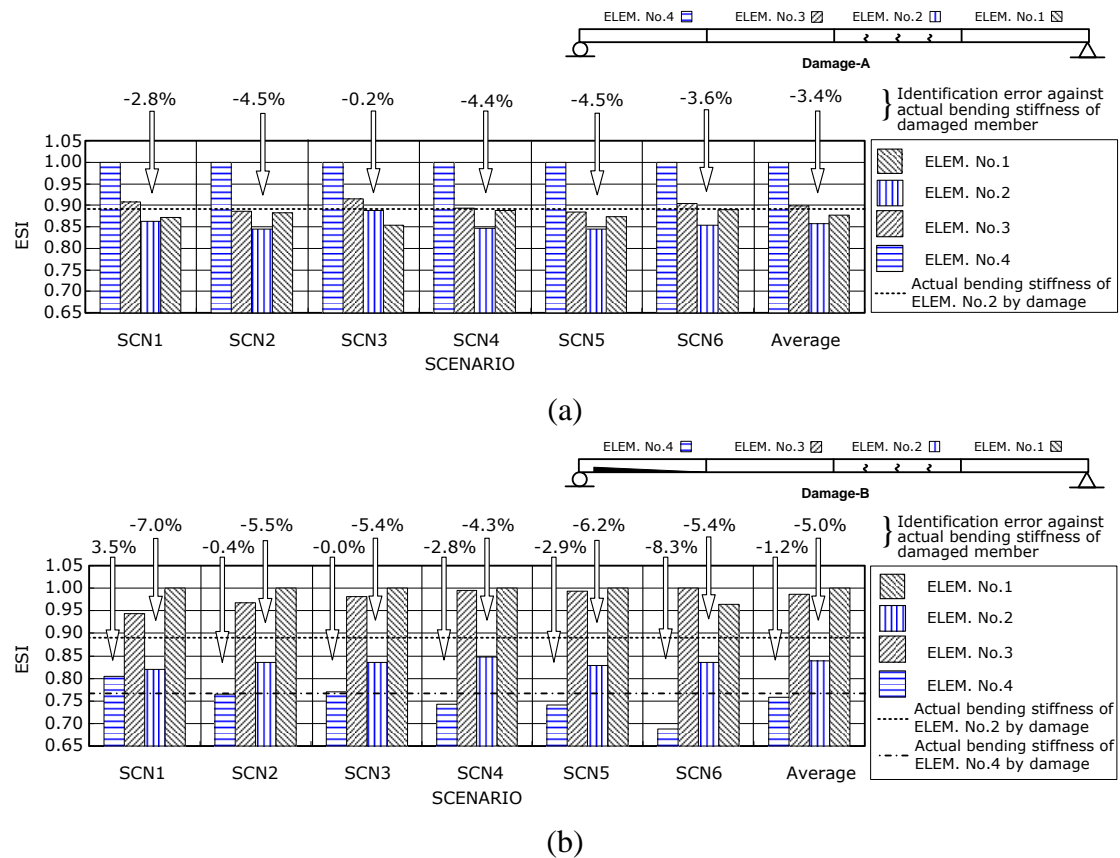 ELEM. No.4 ELEM. No.3 ELEM. No.2 ELEM. No.1
Damage-A
-2.8% -4.5% -0.2% -4.4% -4.5% -3.6% -3.4%
} Identification error against
actual bending stiffness of
damaged member
1.05
1.00
0.95
0.90
0.85
0.80
0.75
0.70
0.65
ESI
ELEM. No.1
ELEM. No.2
ELEM. No.3
ELEM. No.4
Actual bending stiffness of
ELEM. No.2 by damage
SCN1 SCN2 SCN3 SCN4 SCN5 SCN6 Average
SCENARIO
(a)
ELEM. No.4 ELEM. No.3 ELEM. No.2 ELEM. No.1
Damage-B
-7.0% -5.5% -5.4% -4.3% -6.2% -5.4% -5.0%
3.5% -0.4% -0.0% -2.8% -2.9% -8.3% -1.2%
} Identification error against
actual bending stiffness of
damaged member
1.05
1.00
0.95
0.90
0.85
0.80
0.75
0.70
0.65
ESI
ELEM. No.1
ELEM. No.2
ELEM. No.3
ELEM. No.4
Actual bending stiffness of
ELEM. No.2 by damage
Actual bending stiffness of
ELEM. No.4 by damage
SCN1 SCN2 SCN3 SCN4 SCN5 SCN6 Average
SCENARIO
(b)